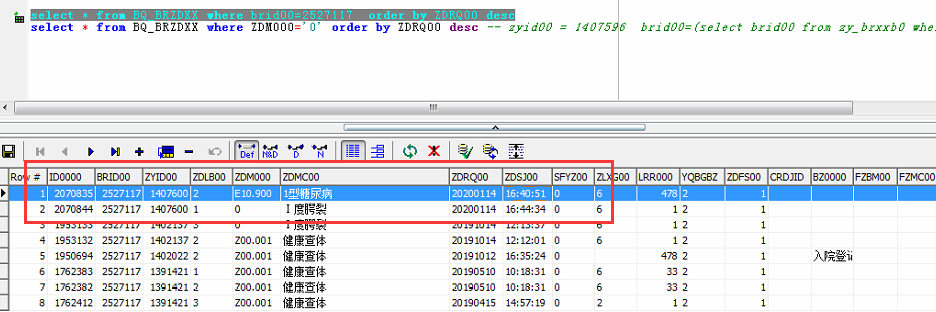 select * from BQ_BRZDXX where brid00=2527117 order by ZDRQ00 desc
select * from BQ_BRZDXX where ZDM000='0' order by ZDRQ00 desc -- zyid00 = 1407596 brid00=(select brid00 from zy_brxxb0 whe
Def N&D D N
Row # ID0000 BRID00 ZYID00 ZDLB00 ZDM000 ZDMC00 ZDRQ00 ZDSJ00 SFYZ00 ZLXG00 LRR000 YQBGBZ ZDFS00 CRDJID BZ0000 FZBM00 FZMC00
1 2070835 2527117 1407600 2 E10.900 1型糖尿病 20200114 16:40:51 0 6 478 2 1
2 2070844 2527117 1407600 1 0 Ⅰ度腭裂 20200114 16:44:34 0 6 1 2 1
3 1953133 2527117 1402137 3 0 Ⅰ度腭裂 20191014 12:13:37 0 6 1 2 1
4 1953132 2527117 1402137 2 Z00.001 健康查体 20191014 12:12:01 0 6 1 2 1
5 1950694 2527117 1402022 2 Z00.001 健康查体 20191012 16:35:24 0 478 2 1 入院登记
6 1762383 2527117 1391421 1 Z00.001 健康查体 20190510 10:18:31 0 6 33 2 1
7 1762382 2527117 1391421 2 Z00.001 健康查体 20190510 10:18:31 0 6 33 2 1
8 1762412 2527117 1391421 3 Z00.001 健康查体 20190415 14:57:19 0 2 1 2 1